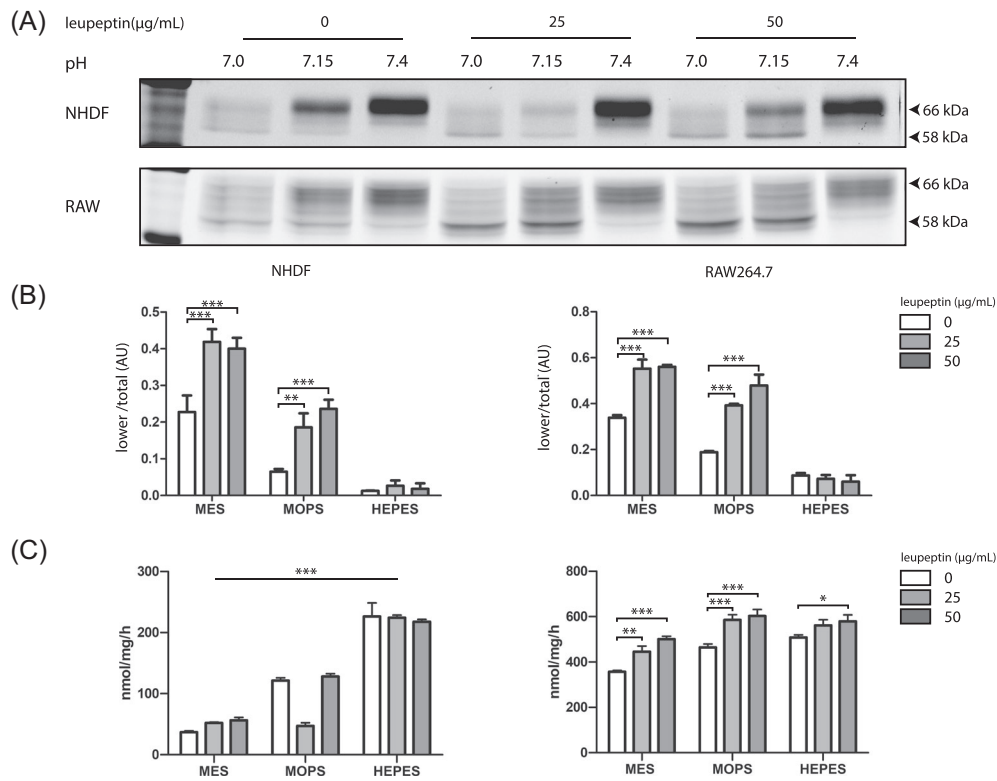 (A)
leupeptin(µg/mL) 0 25 50
pH 7.0 7.15 7.4 7.0 7.15 7.4 7.0 7.15 7.4
NHDF
66 kDa
58 kDa
RAW
66 kDa
58 kDa
NHDF RAW264.7
(B)
lower /total (AU)
0.5
0.4
0.3
0.2
0.1
0.0
*** *** ** ***
MES MOPS HEPES
lower/total (AU)
0.8
0.6
0.4
0.2
0.0
*** *** *** ***
MES MOPS HEPES
leupeptin (µg/mL)
0
25
50
(C)
nmol/mg/h
300
200
100
0
***
MES MOPS HEPES
nmol/mg/h
800
600
400
200
0
** *** *** *** *
MES MOPS HEPES
leupeptin (µg/mL)
0
25
50